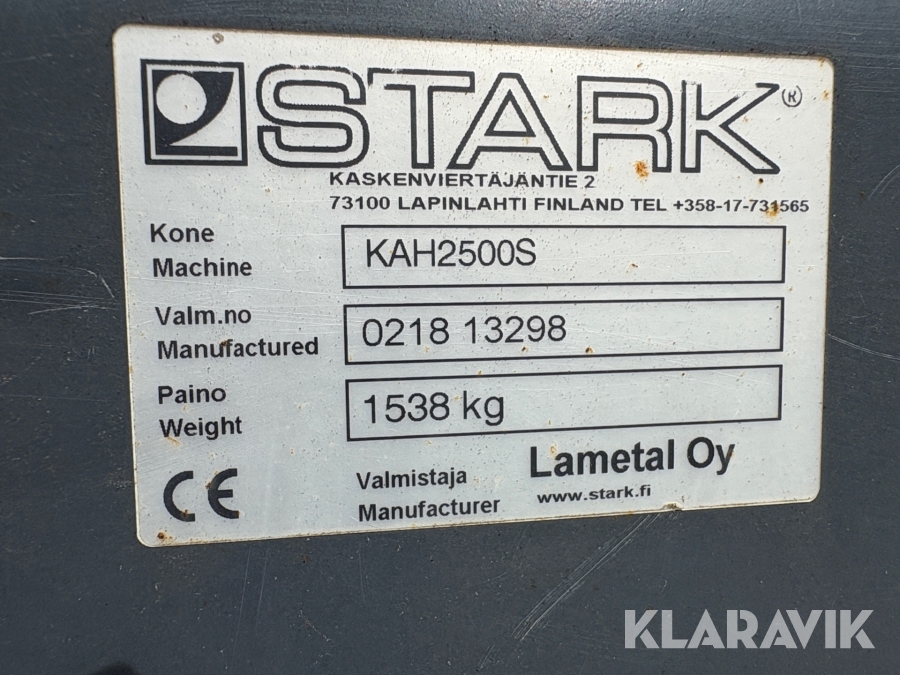 STARK®
KASKENVIERTÄJÄNTIE 2
73100 LAPINLAHTI FINLAND TEL +358-17-731565
Kone
Machine
KAH2500S
Valm.no
Manufactured
0218 13298
Paino
Weight
1538 kg
CE
Valmistaja
Manufacturer
Lametal Oy
www.stark.fi
KLARAVIK